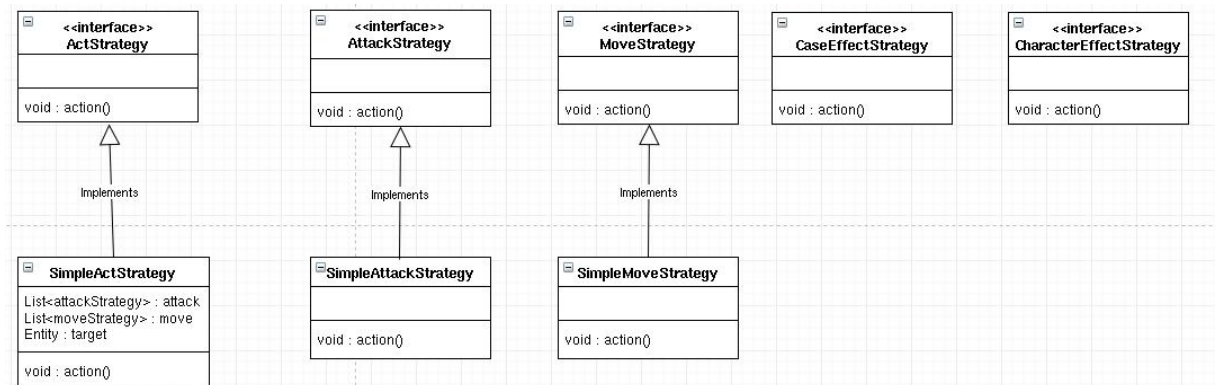 <<interface>>
ActStrategy
void : action()
<<interface>>
AttackStrategy
void : action()
<<interface>>
MoveStrategy
void : action()
<<interface>>
CaseEffectStrategy
void : action()
<<interface>>
CharacterEffectStrategy
void : action()
Implements
Implements
Implements
SimpleActStrategy
List<attackStrategy> : attack
List<moveStrategy> : move
Entity : target
void : action()
SimpleAttackStrategy
void : action()
SimpleMoveStrategy
void : action()